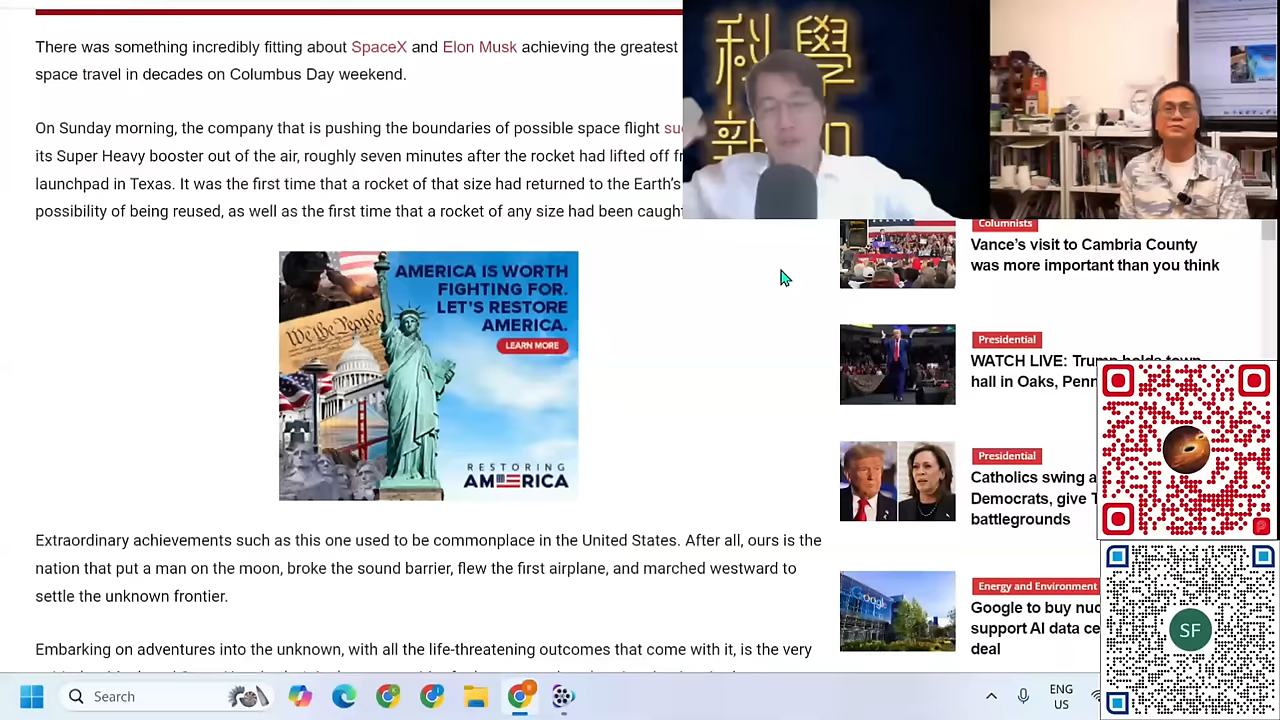 There was something incredibly fitting about SpaceX and Elon Musk achieving the greatest
space travel in decades on Columbus Day weekend.
On Sunday morning, the company that is pushing the boundaries of possible space flight
its Super Heavy booster out of the air, roughly seven minutes after the rocket had lifted off
launchpad in Texas. It was the first time that a rocket of that size had returned to the Earth's
possibility of being reused, as well as the first time that a rocket of any size had been caught
科學
We the People
AMERICA IS WORTH
FIGHTING FOR.
LET'S RESTORE
AMERICA.
LEARN MORE
RESTORING
AMERICA
Extraordinary achievements such as this one used to be commonplace in the United States. After all, ours is the
nation that put a man on the moon, broke the sound barrier, flew the first airplane, and marched westward to
settle the unknown frontier.
Embarking on adventures into the unknown, with all the life-threatening outcomes that come with it, is the very
Columnists
Vance's visit to Cambria County
was more important than you think
Presidential
WATCH LIVE: Trump holds town
hall in Oaks, Penn
Presidential
Catholics swing a
Democrats, give
battlegrounds
Energy and Environment
Google to buy nuc
support AI data ce
deal
Google
SF
Search
ENG
US